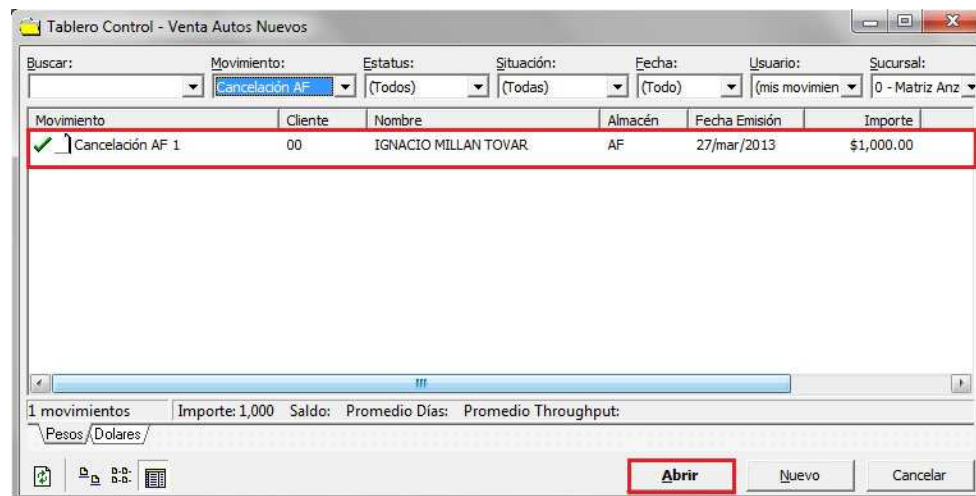 Tablero Control - Venta Autos Nuevos
Buscar: Movimiento: Estatus: Situación: Fecha: Usuario: Sucursal:
Cancelación AF (Todos) (Todas) (Todo) (mis movimien 0 - Matriz Anz
Movimiento Cliente Nombre Almacén Fecha Emisión Importe
Cancelación AF 1 00 IGNACIO MILLAN TOVAR AF 27/mar/2013 $1,000.00
1 movimientos Importe: 1,000 Saldo: Promedio Días: Promedio Throughput:
Pesos Dolares
Abrir Nuevo Cancelar